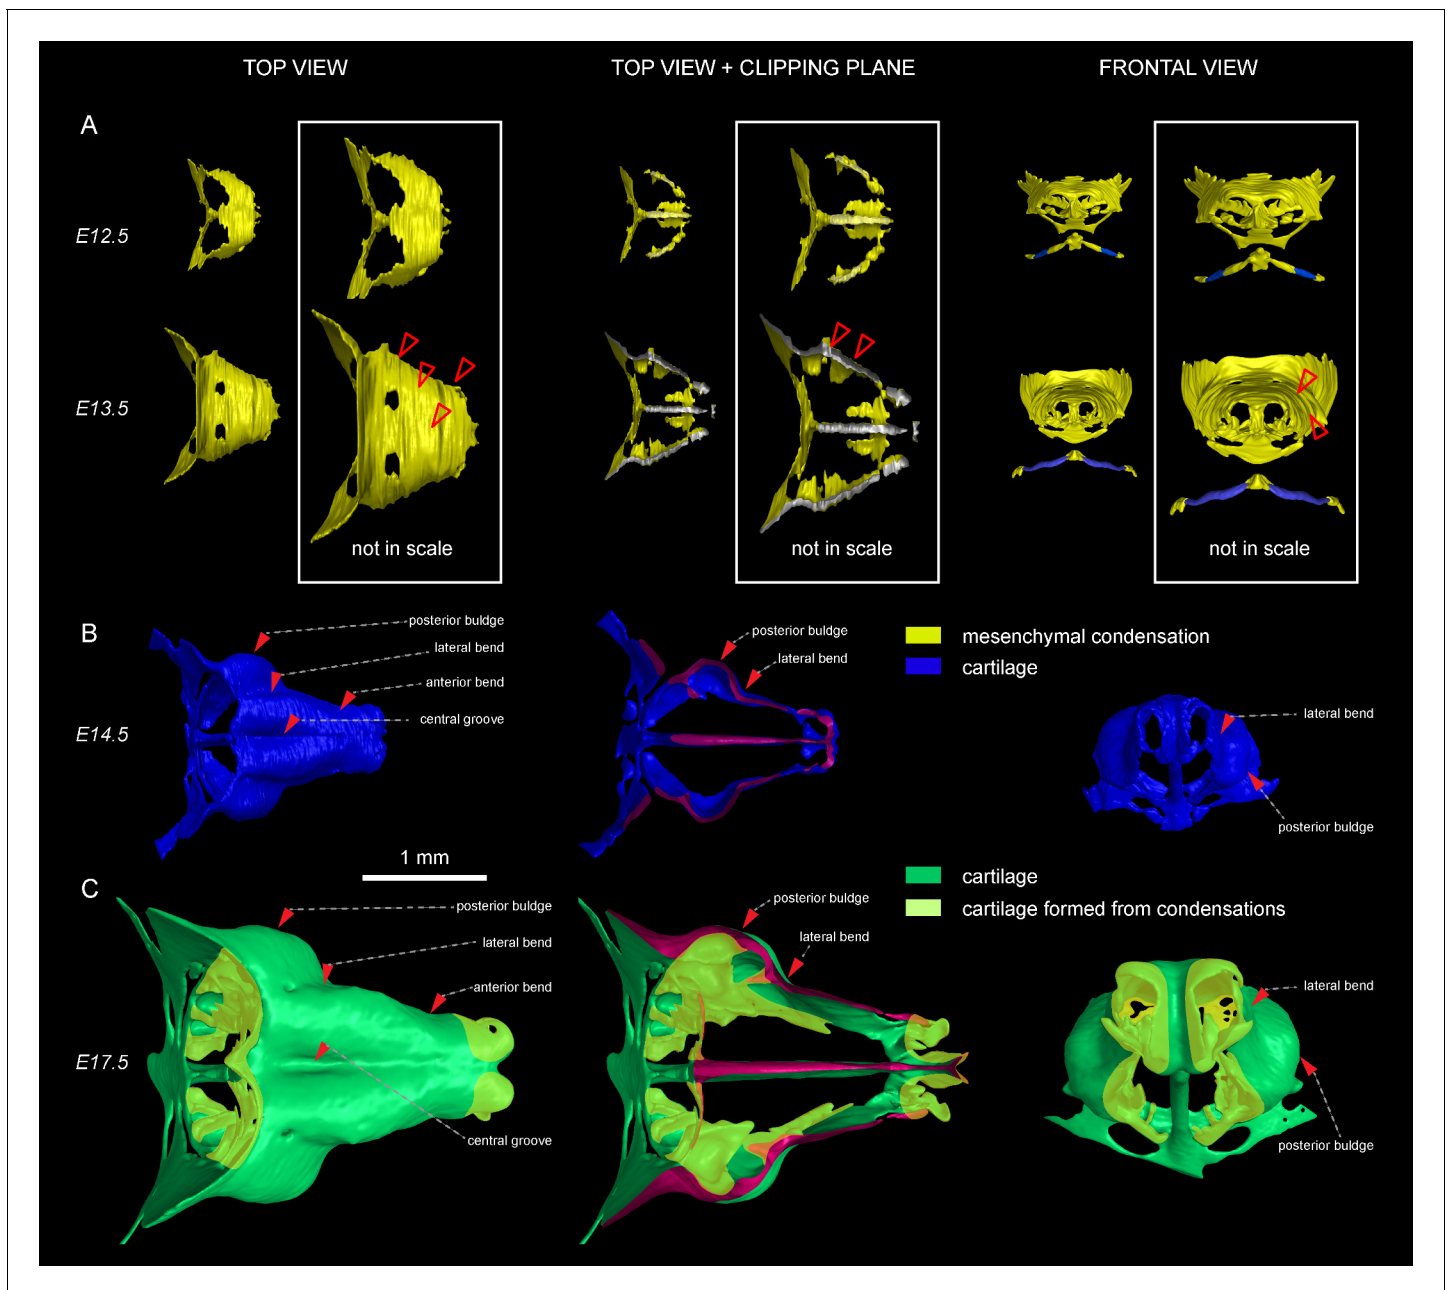 TOP VIEW
TOP VIEW + CLIPPING PLANE
FRONTAL VIEW
A
E12.5
E13.5
not in scale
not in scale
not in scale
B
posterior buldge
lateral bend
anterior bend
central groove
posterior buldge
lateral bend
mesenchymal condensation
cartilage
E14.5
lateral bend
posterior buldge
1 mm
C
posterior buldge
lateral bend
anterior bend
central groove
posterior buldge
lateral bend
cartilage
cartilage formed from condensations
E17.5
lateral bend
posterior buldge